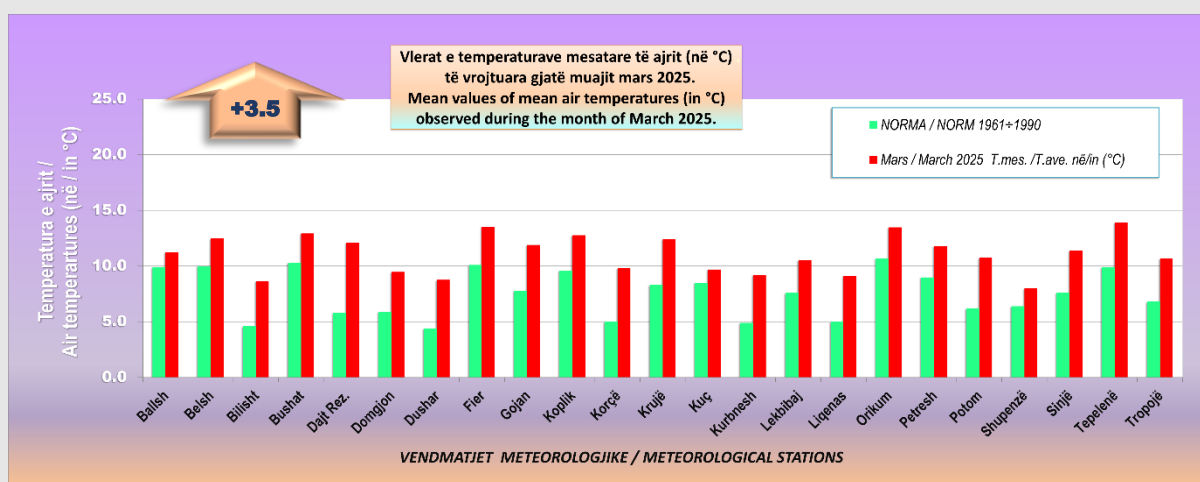 Vlerat e temperaturave mesatare të ajrit (në °C)
të vrojtuara gjatë muajit mars 2025.
Mean values of mean air temperatures (in °C)
observed during the month of March 2025.
+3.5
NORMA / NORM 1961÷1990
Mars / March 2025 T.mes. /T.ave. në/in (°C)
Temperatura e ajrit /
Air temperartures (në / in °C)
25.0
20.0
15.0
10.0
5.0
0.0
Ballsh
Belsh
Bilisht
Bushat
Dajt Rez.
Domgjon
Dushar
Fier
Gojan
Koplik
Korçë
Krujë
Kuç
Kurbnesh
Lekbibaj
Liqenas
Orikum
Petresh
Potom
Shupenzë
Sinjë
Tepelenë
Tropojë
VENDMATJET METEOROLOGJIKE / METEOROLOGICAL STATIONS